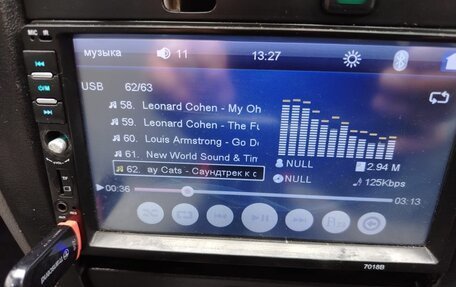 MIC IR
музыка 11 13:27
USB 62/63
58. Leonard Cohen - My Oh
59. Leonard Cohen - The Fu
60. Louis Armstrong - Go Do
61. New World Sound & Tim
62. ay Cats - Саундтрек к с
NULL 2.94 M
NULL 125Kbps
00:36 03:13
7018B